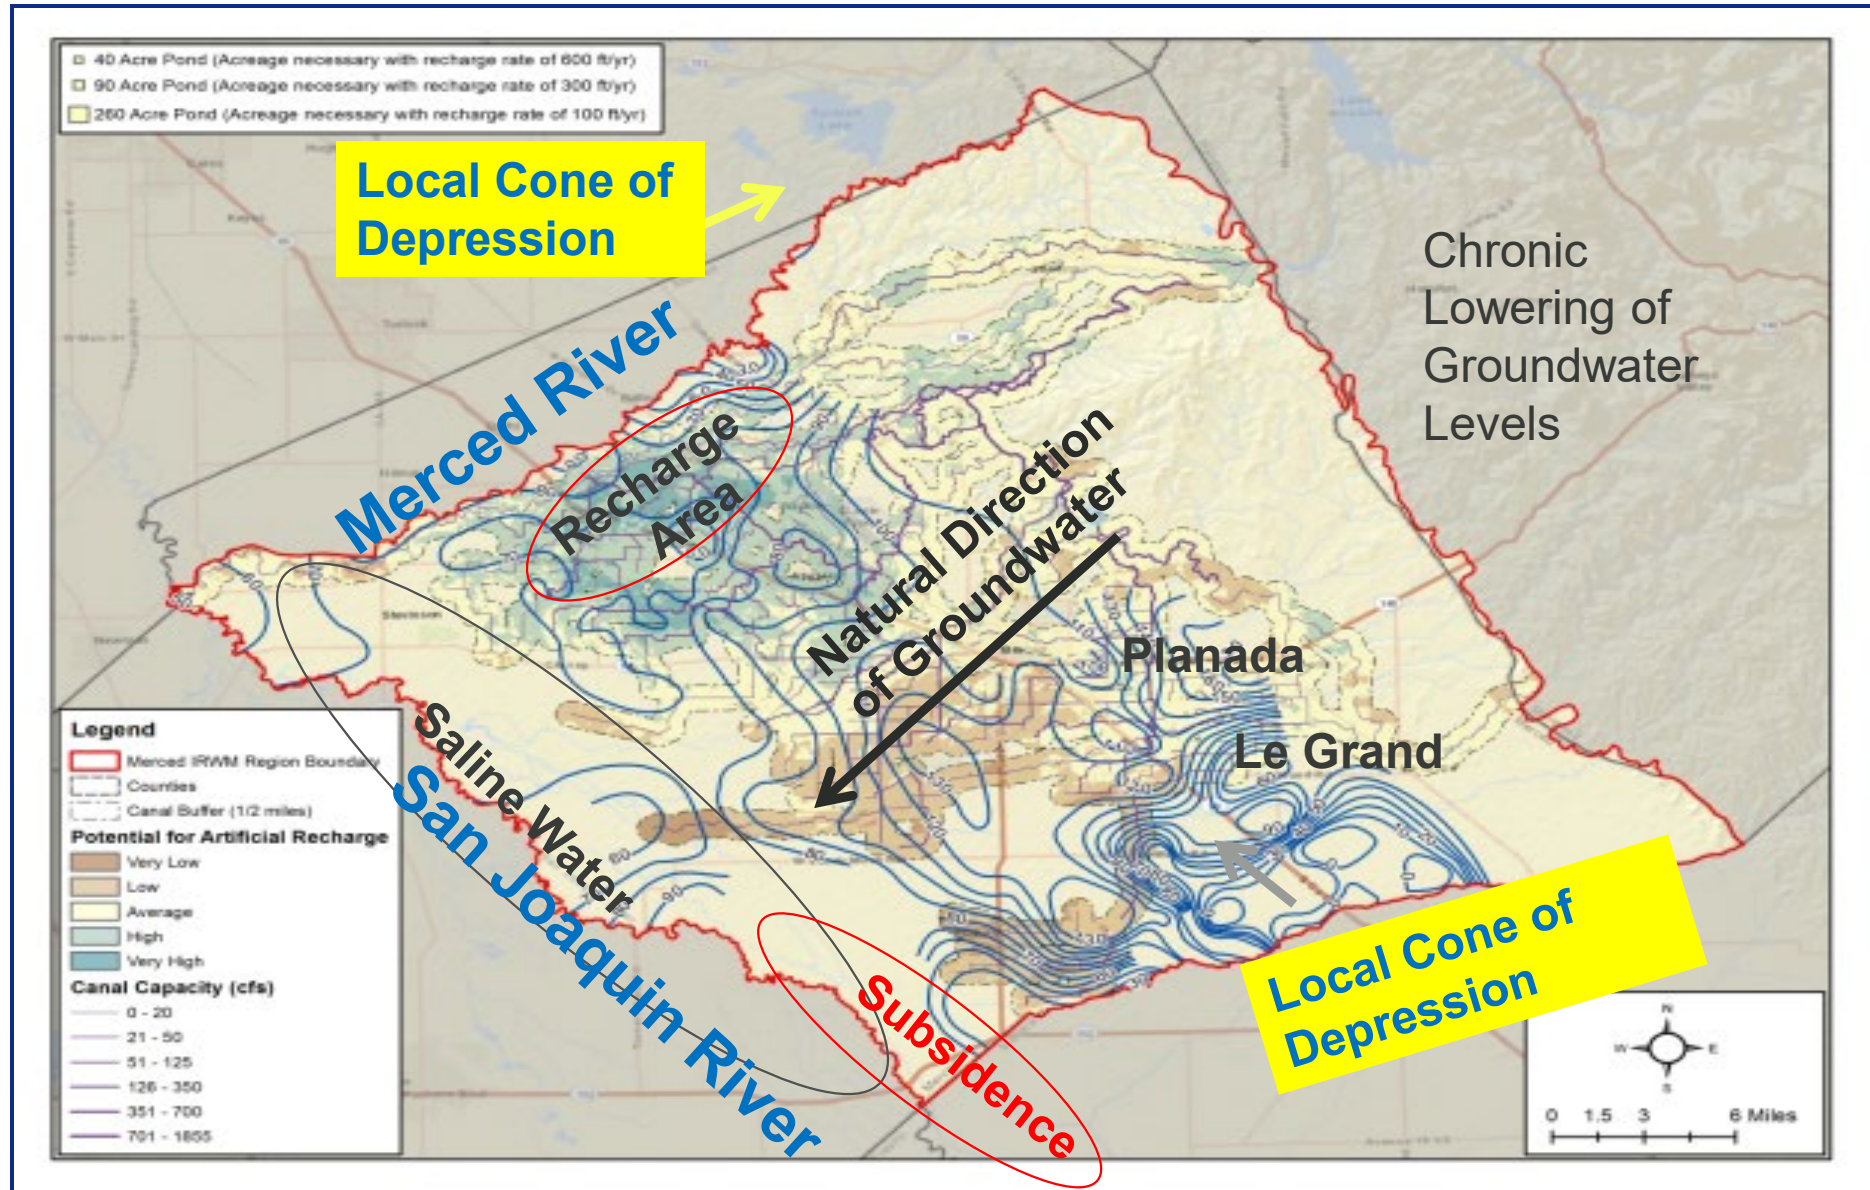 40 Acre Pond (Acreage necessary with recharge rate of 600 ft/yr)
90 Acre Pond (Acreage necessary with recharge rate of 300 ft/yr)
260 Acre Pond (Acreage necessary with recharge rate of 100 ft/yr)
Local Cone of
Depression
Chronic
Lowering of
Groundwater
Levels
Merced River
Recharge
Area
Natural Direction
of Groundwater
Planada
Le Grand
Saline Water
San Joaquin River
Subsidence
Local Cone of
Depression
Legend
Merced IRWM Region Boundary
Counties
Canal Buffer (1/2 miles)
Potential for Artificial Recharge
Very Low
Low
Average
High
Very High
Canal Capacity (cfs)
0 - 20
21 - 50
51 - 125
126 - 350
351 - 700
701 - 1855
N
W E
S
0 1.5 3 6 Miles